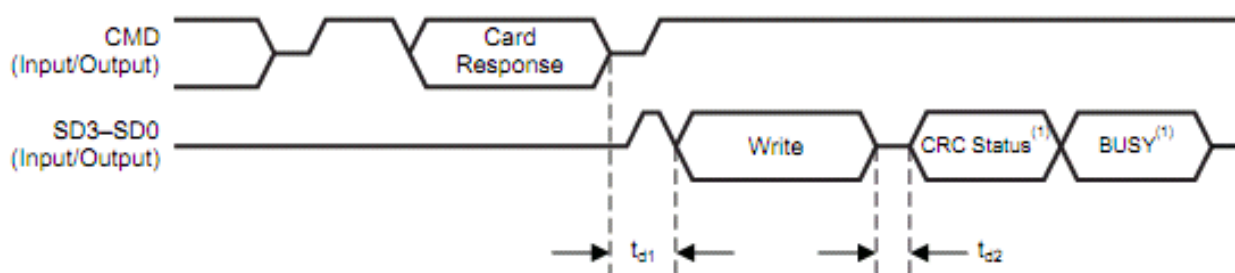 CMD
(Input/Output)
Card
Response
SD3–SD0
(Input/Output)
Write
CRC Status(1)
BUSY(1)
td1
td2